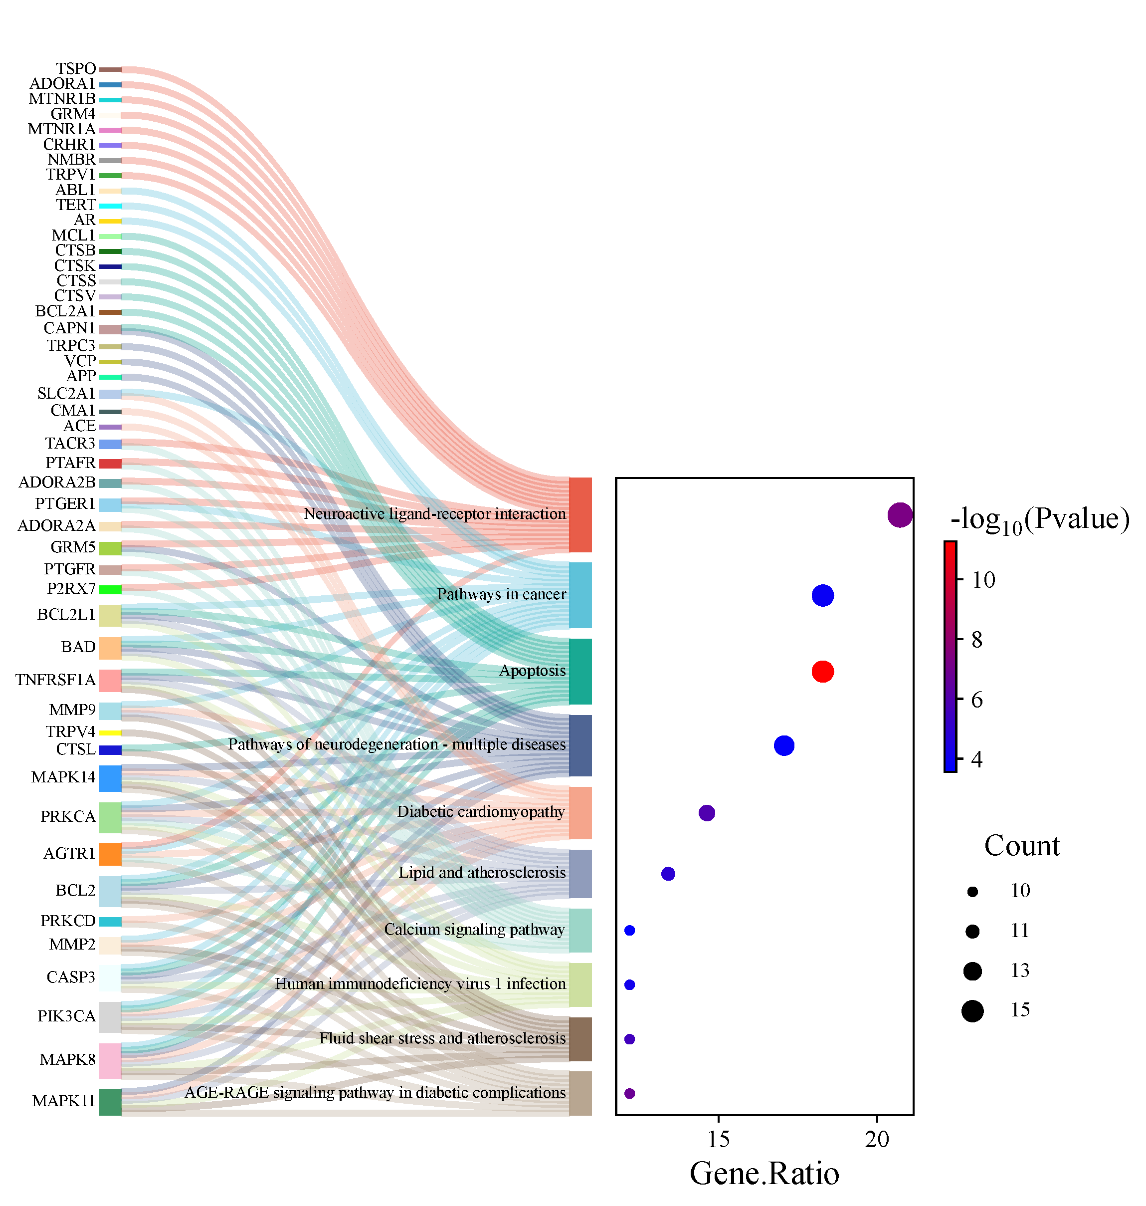 TSPO
ADORA1
MTNR1B
GRM4
MTNR1A
CRHR1
NMBR
TRPV1
ABL1
TERT
AR
MCL1
CTSB
CTSK
CTSS
CTSV
BCL2A1
CAPN1
TRPC3
VCP
APP
SLC2A1
CMA1
ACE
TACR3
PTAFR
ADORA2B
PTGER1
ADORA2A
GRM5
PTGFR
P2RX7
BCL2L1
BAD
TNFRSF1A
MMP9
TRPV4
CTSL
MAPK14
PRKCA
AGTR1
BCL2
PRKCD
MMP2
CASP3
PIK3CA
MAPK8
MAPK11
Neuroactive ligand-receptor interaction
Pathways in cancer
Apoptosis
Pathways of neurodegeneration - multiple diseases
Diabetic cardiomyopathy
Lipid and atherosclerosis
Calcium signaling pathway
Human immunodeficiency virus 1 infection
Fluid shear stress and atherosclerosis
AGE-RAGE signaling pathway in diabetic complications
15 20
Gene.Ratio
-log10(Pvalue)
10
8
6
4
Count
10
11
13
15